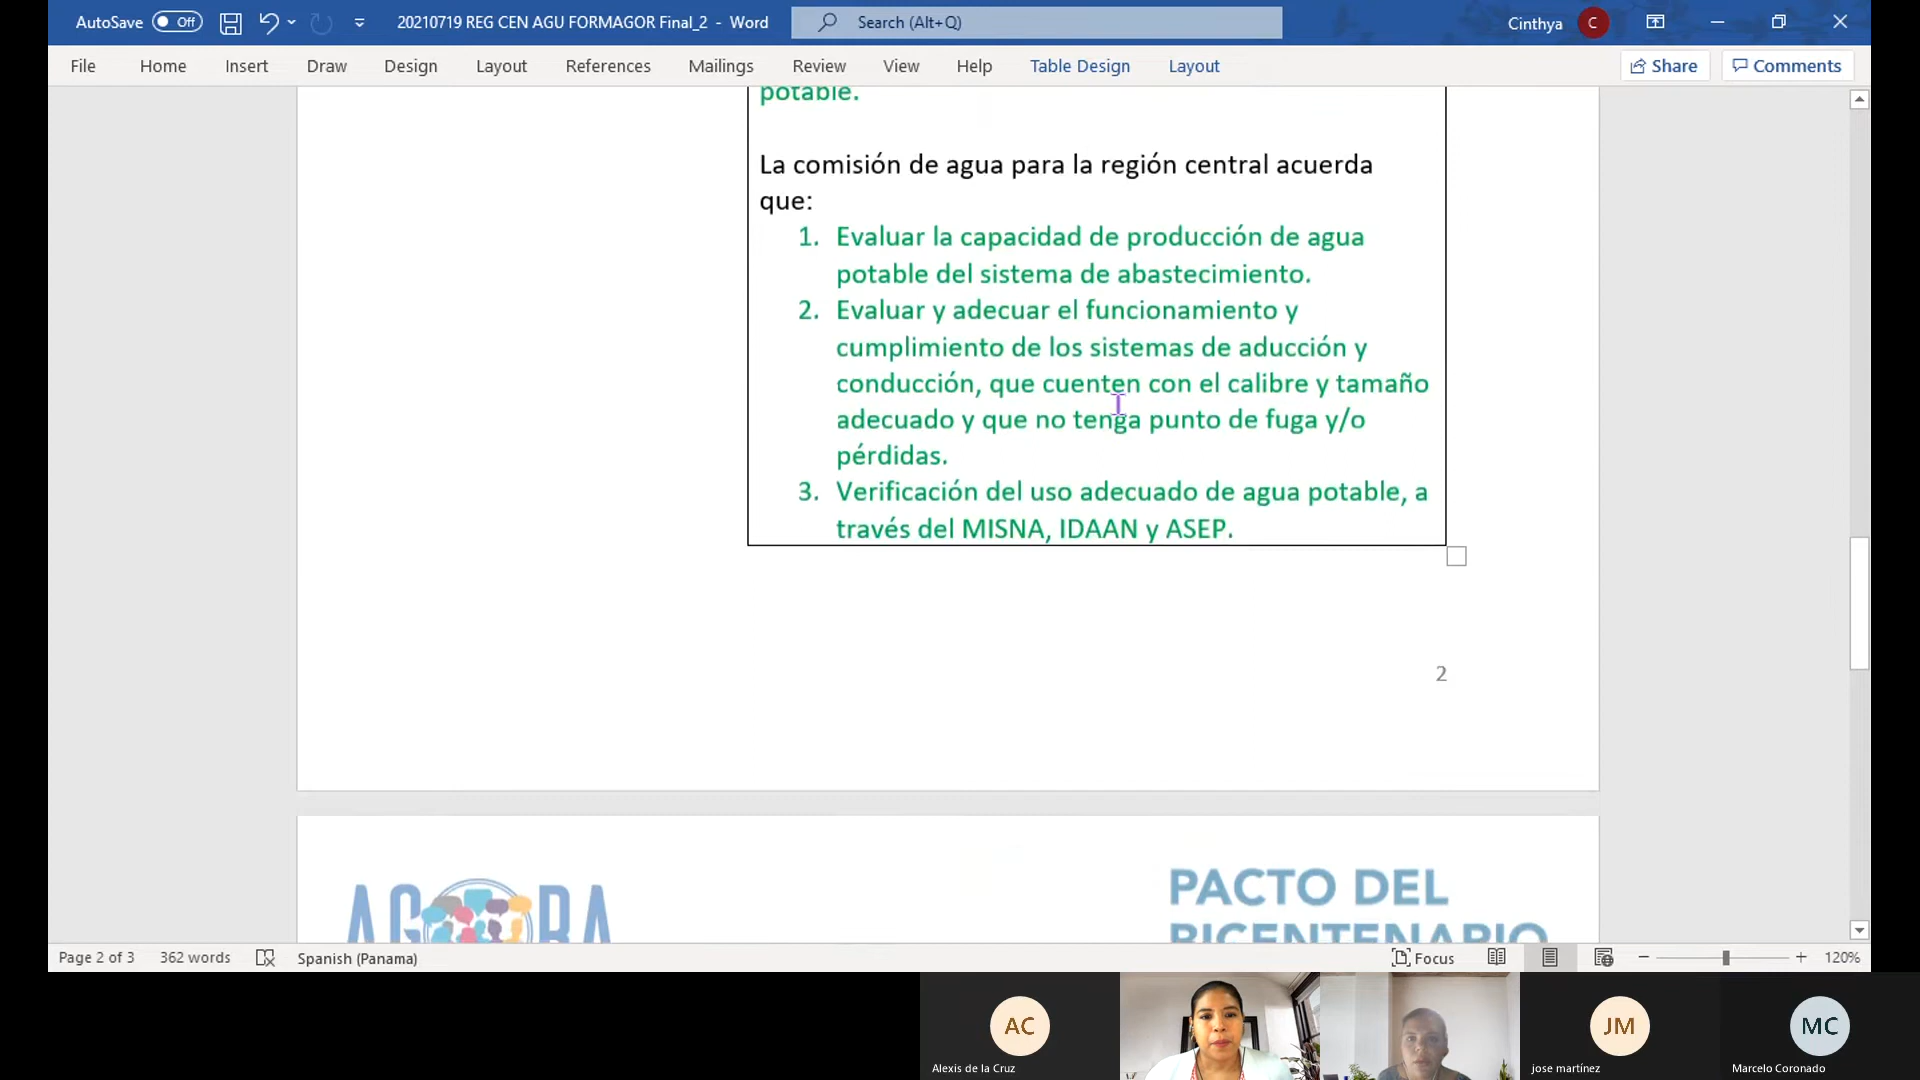 AutoSave Off 20210719 REG CEN AGU FORMAGOR Final_2 - Word Search (Alt+Q) Cinthya C
File Home Insert Draw Design Layout References Mailings Review View Help Table Design Layout Share Comments
potable.
La comisión de agua para la región central acuerda
que:
1. Evaluar la capacidad de producción de agua
potable del sistema de abastecimiento.
2. Evaluar y adecuar el funcionamiento y
cumplimiento de los sistemas de aducción y
conducción, que cuenten con el calibre y tamaño
adecuado y que no tenga punto de fuga y/o
pérdidas.
3. Verificación del uso adecuado de agua potable, a
través del MISNA, IDAAN y ASEP.
2
AGORA
PACTO DEL
BICENTENARIO
Page 2 of 3 362 words Spanish (Panama) Focus 120%
AC JM MC
Alexis de la Cruz jose martínez Marcelo Coronado